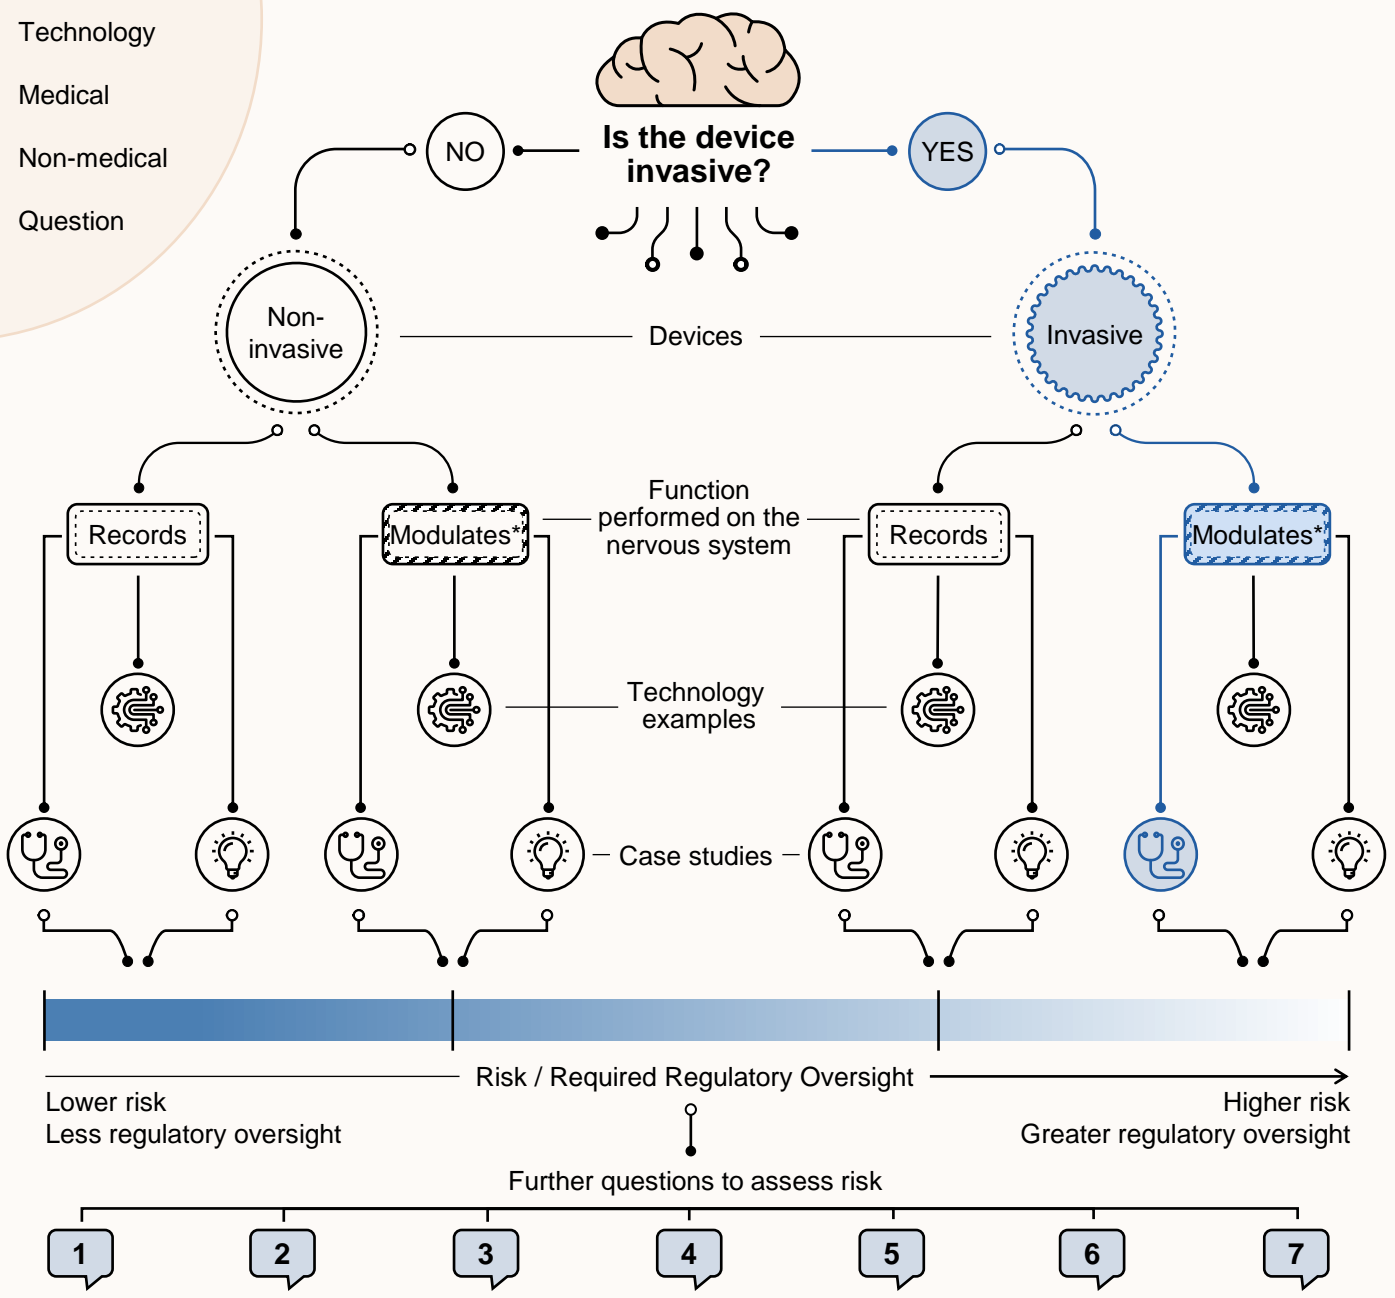 Technology
Medical
Non-medical
Question
Is the device
invasive?
NO
YES
Non-
invasive
Devices
Invasive
Function
performed on the
nervous system
Records
Modulates*
Records
Modulates*
Technology
examples
Case studies
Risk / Required Regulatory Oversight
Lower risk
Less regulatory oversight
Higher risk
Greater regulatory oversight
Further questions to assess risk
1
2
3
4
5
6
7